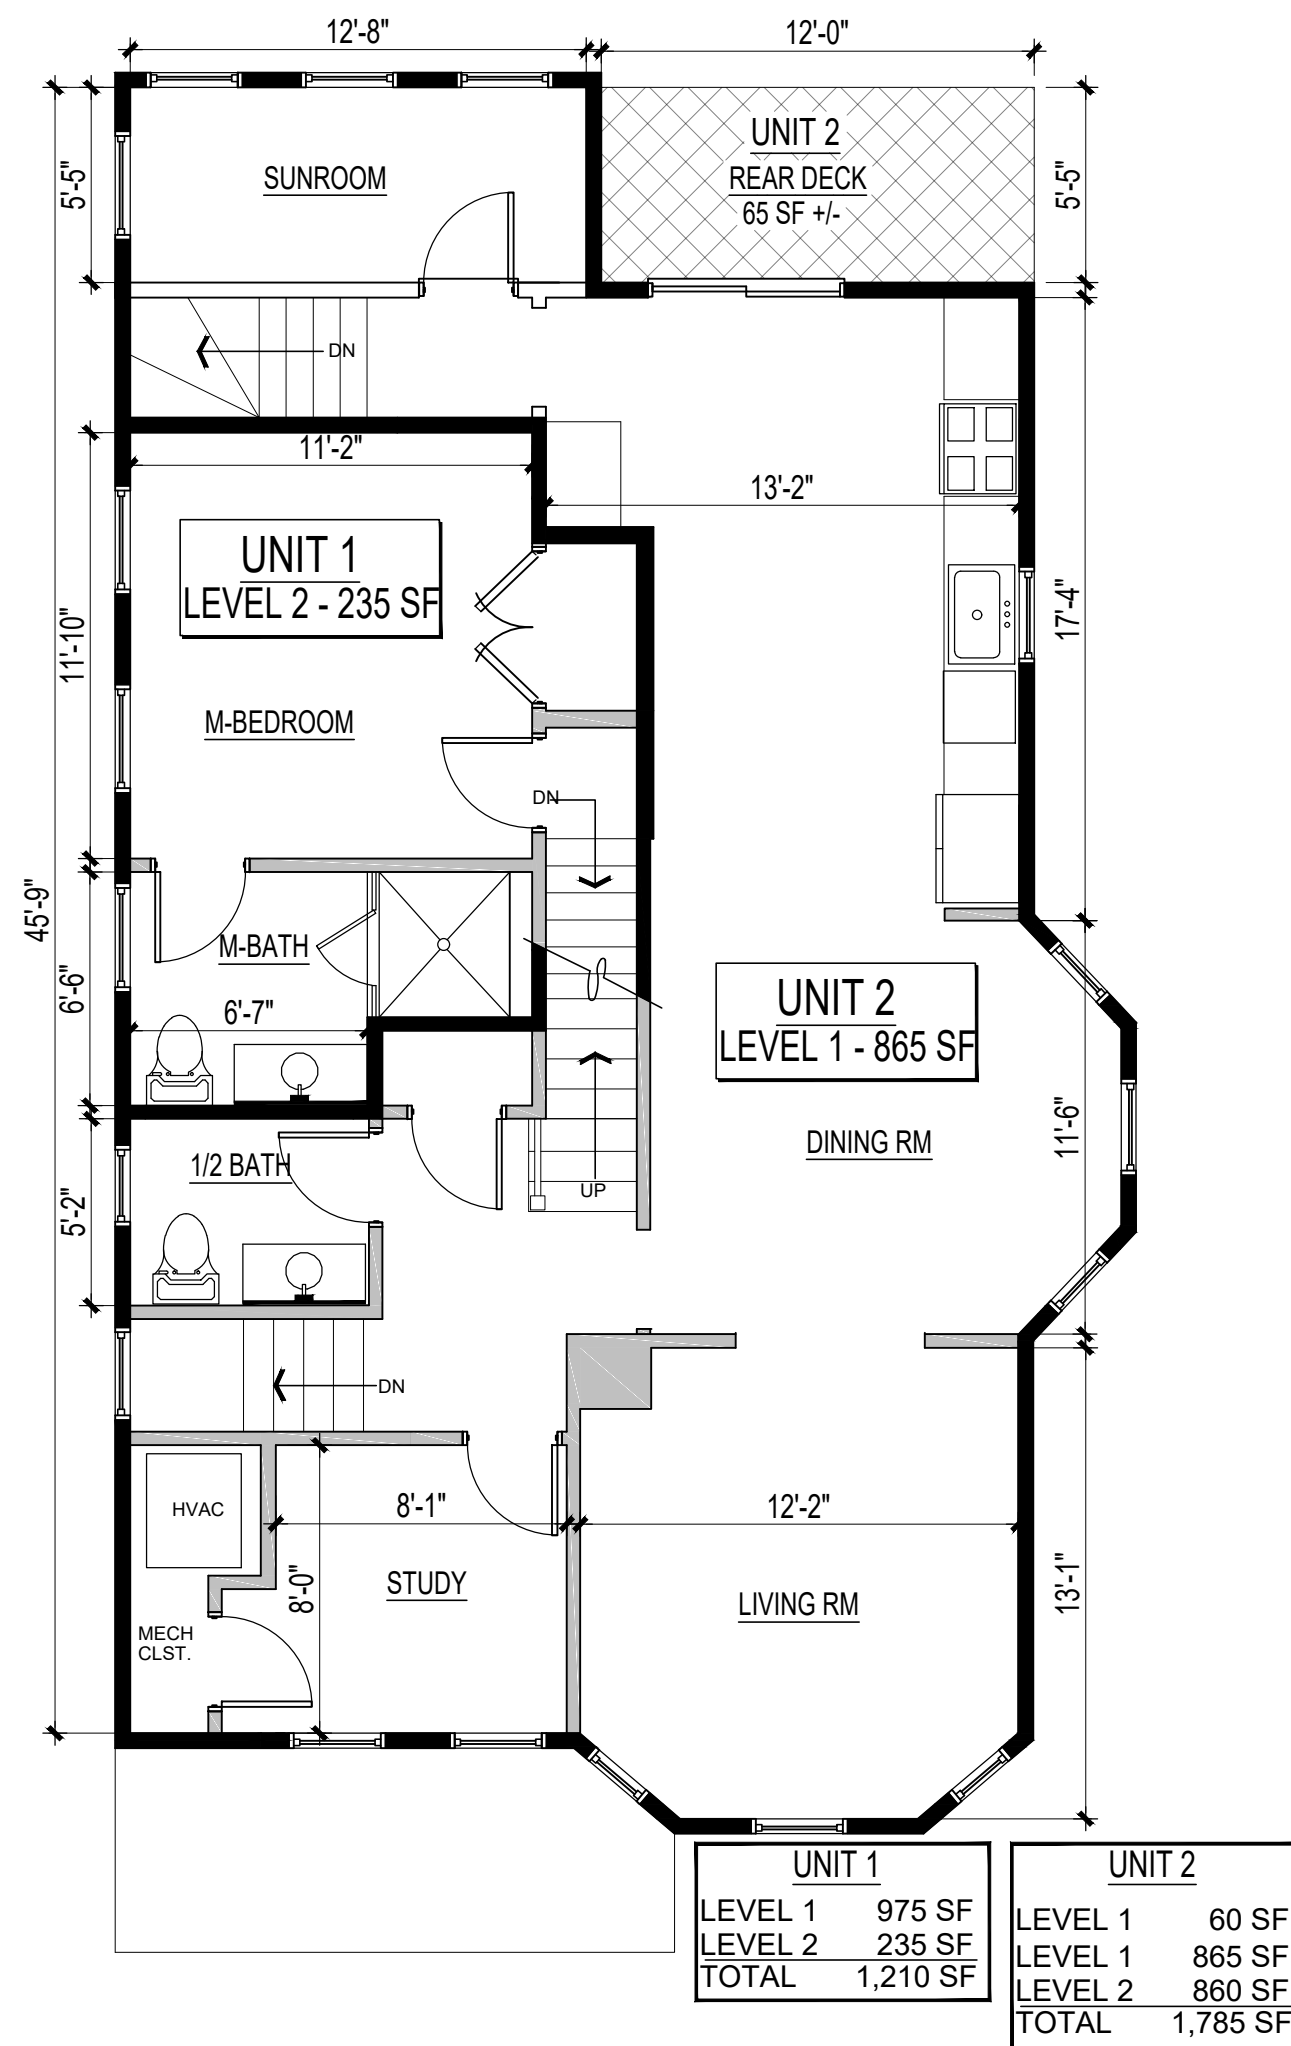 12'-8"
12'-0"
5'-5"
SUNROOM
UNIT 2
REAR DECK
65 SF +/-
5'-5"
DN
11'-2"
13'-2"
UNIT 1
LEVEL 2 - 235 SF
11'-10"
17'-4"
M-BEDROOM
DN
45'-9"
M-BATH
6'-6"
6'-7"
UNIT 2
LEVEL 1 - 865 SF
DINING RM
11'-6"
1/2 BATH
5'-2"
UP
DN
HVAC
8'-1"
12'-2"
8'-0"
STUDY
LIVING RM
13'-1"
MECH
CLST.
UNIT 1
LEVEL 1 975 SF
LEVEL 2 235 SF
TOTAL 1,210 SF
UNIT 2
LEVEL 1 60 SF
LEVEL 1 865 SF
LEVEL 2 860 SF
TOTAL 1,785 SF